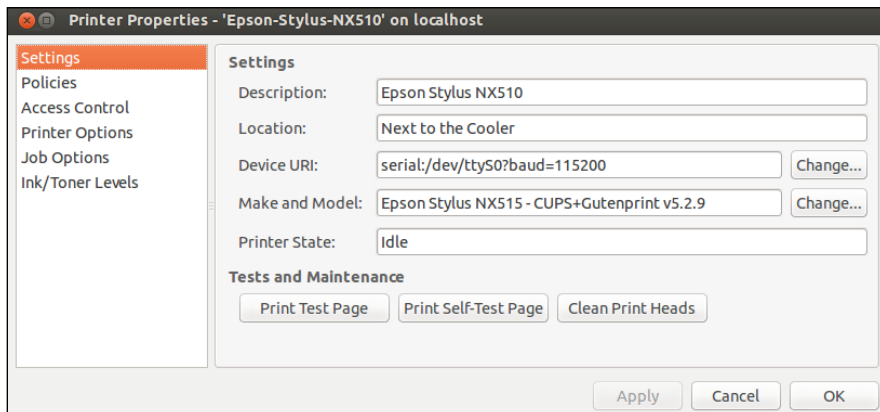 Printer Properties - 'Epson-Stylus-NX510' on localhost
Settings
Policies
Access Control
Printer Options
Job Options
Ink/Toner Levels
Settings
Description: Epson Stylus NX510
Location: Next to the Cooler
Device URI: serial:/dev/ttyS0?baud=115200 Change...
Make and Model: Epson Stylus NX515 - CUPS+Gutenprint v5.2.9 Change...
Printer State: Idle
Tests and Maintenance
Print Test Page Print Self-Test Page Clean Print Heads
Apply Cancel OK